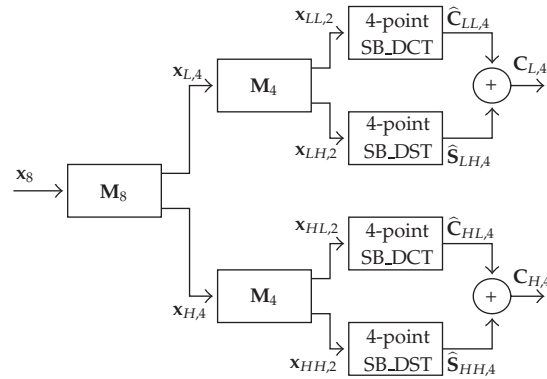 x_{LL,2}
4-point
SB_DCT
Ĉ_{LL,4}
x_{L,4}
M_4
+
C_{L,4}
x_{LH,2}
4-point
SB_DST
Ŝ_{LH,4}
x_8
M_8
x_{HL,2}
4-point
SB_DCT
Ĉ_{HL,4}
x_{H,4}
M_4
+
C_{H,4}
x_{HH,2}
4-point
SB_DST
Ŝ_{HH,4}